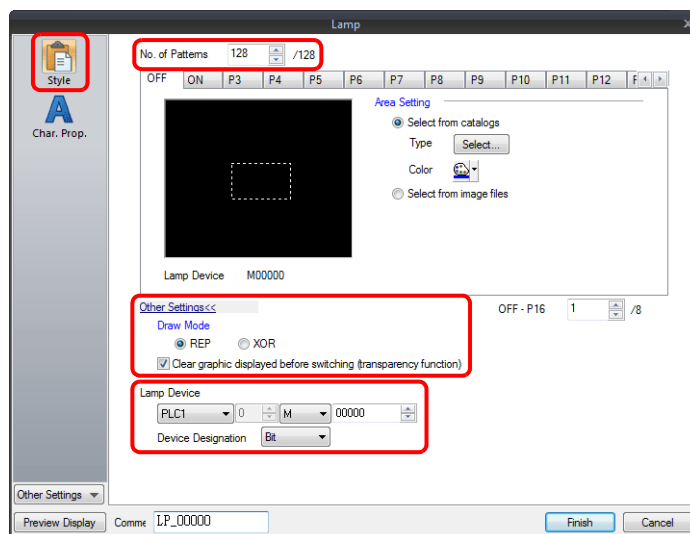 Lamp
Style
Char. Prop.
No. of Patterns 128 /128
OFF ON P3 P4 P5 P6 P7 P8 P9 P10 P11 P12
Area Setting
Select from catalogs
Type Select...
Color
Select from image files
Lamp Device M00000
Other Settings<<
OFF - P16 1 /8
Draw Mode
REP XOR
Clear graphic displayed before switching (transparency function)
Lamp Device
PLC1 0 M 00000
Device Designation Bit
Other Settings
Preview Display Comme LP_00000 Finish Cancel